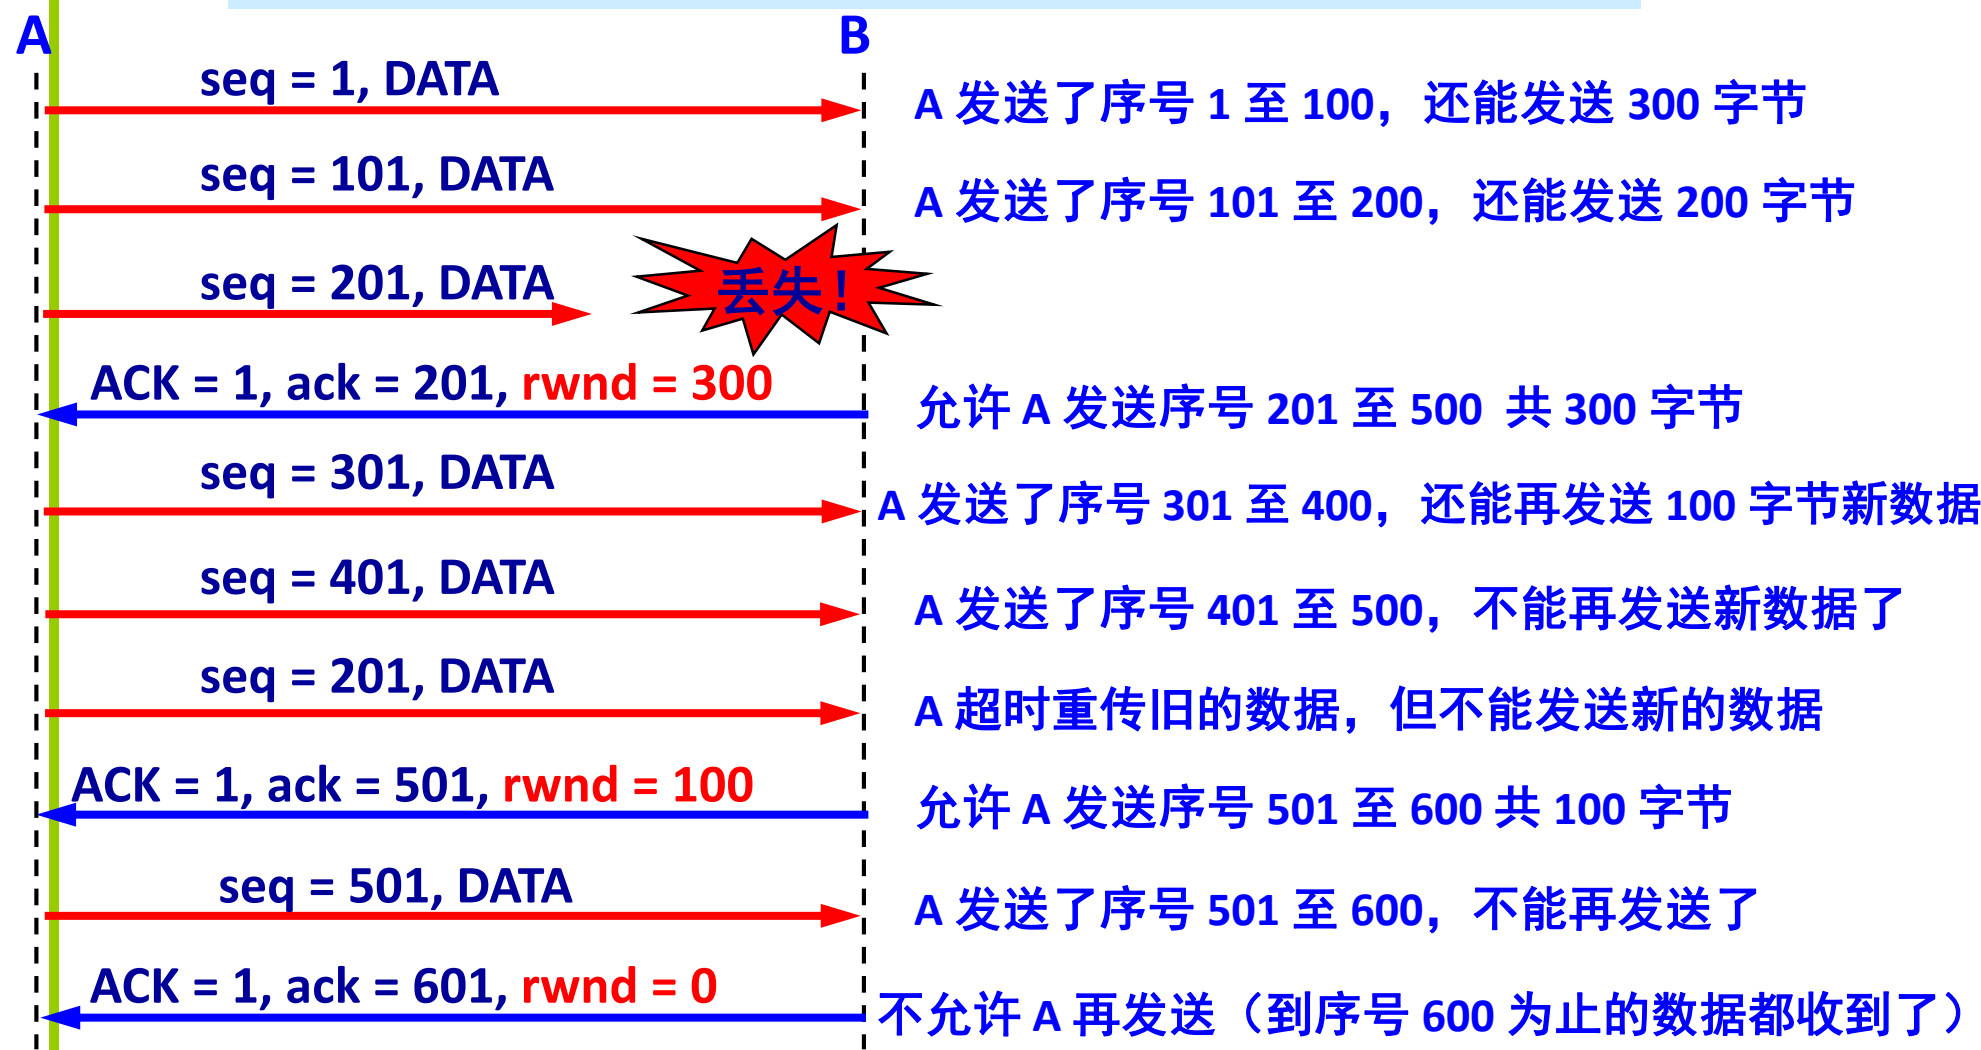 A
B
seq = 1, DATA
A 发送了序号 1 至 100，还能发送 300 字节
seq = 101, DATA
A 发送了序号 101 至 200，还能发送 200 字节
seq = 201, DATA
丢失！
ACK = 1, ack = 201, rwnd = 300
允许 A 发送序号 201 至 500 共 300 字节
seq = 301, DATA
A 发送了序号 301 至 400，还能再发送 100 字节新数据
seq = 401, DATA
A 发送了序号 401 至 500，不能再发送新数据了
seq = 201, DATA
A 超时重传旧的数据，但不能发送新的数据
ACK = 1, ack = 501, rwnd = 100
允许 A 发送序号 501 至 600 共 100 字节
seq = 501, DATA
A 发送了序号 501 至 600，不能再发送了
ACK = 1, ack = 601, rwnd = 0
不允许 A 再发送（到序号 600 为止的数据都收到了）